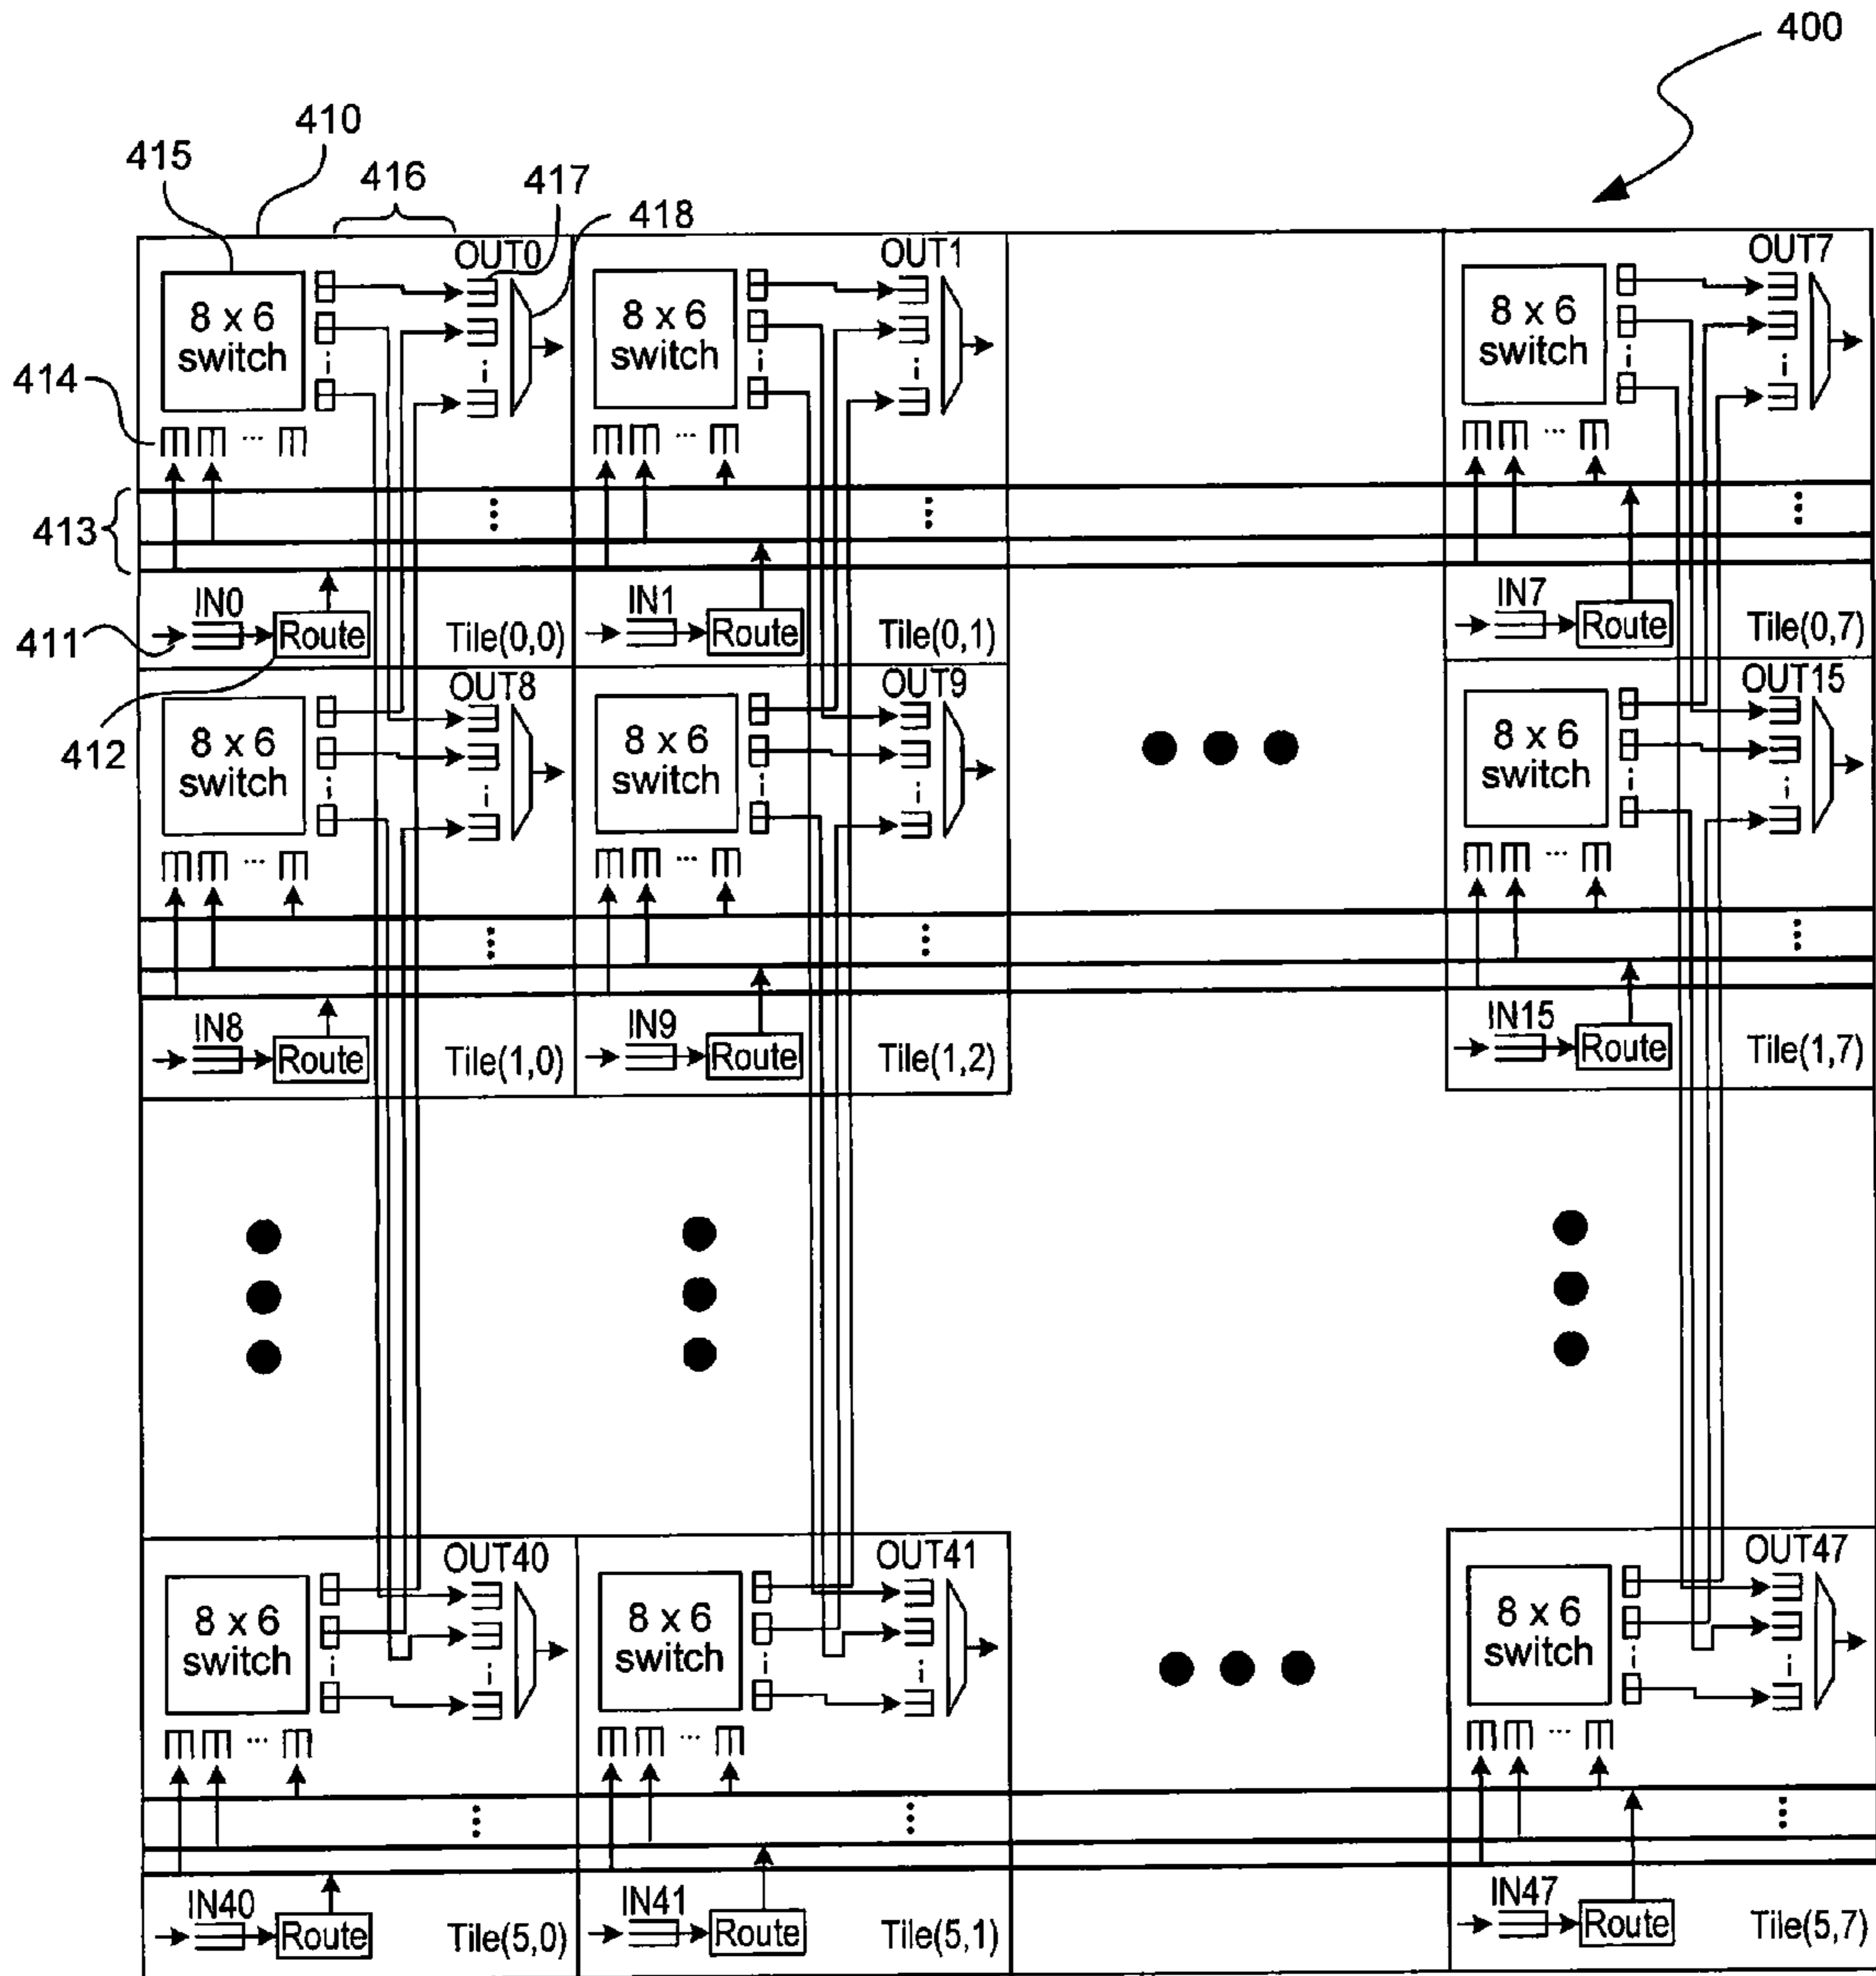 400
410
415
416
417
418
OUT0
OUT1
OUT7
8 x 6
switch
8 x 6
switch
8 x 6
switch
414
...
...
...
413
IN0
IN1
IN7
411
Route
Tile(0,0)
Route
Tile(0,1)
Route
Tile(0,7)
412
OUT8
OUT9
OUT15
8 x 6
switch
8 x 6
switch
8 x 6
switch
...
...
...
IN8
IN9
IN15
Route
Tile(1,0)
Route
Tile(1,2)
Route
Tile(1,7)
OUT40
OUT41
OUT47
8 x 6
switch
8 x 6
switch
8 x 6
switch
...
...
...
IN40
IN41
IN47
Route
Tile(5,0)
Route
Tile(5,1)
Route
Tile(5,7)